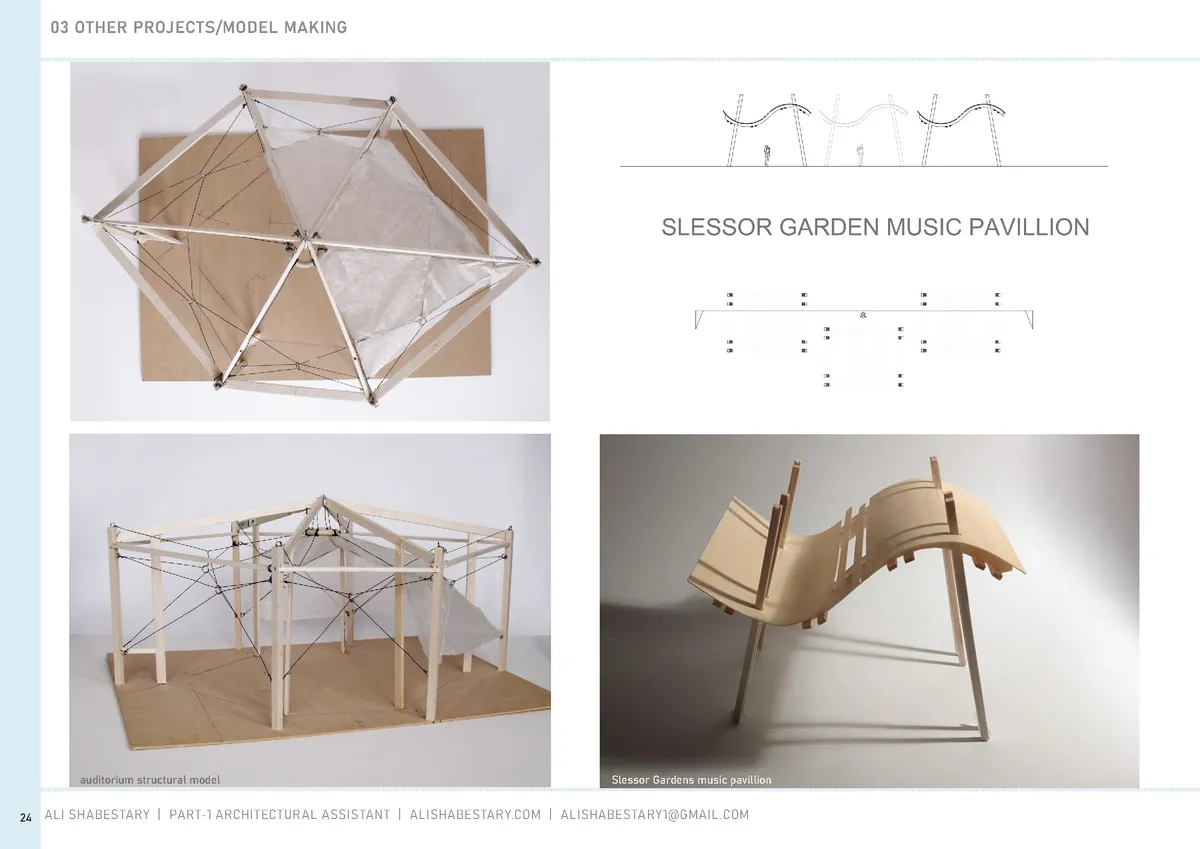 03 OTHER PROJECTS/MODEL MAKING
SLESSOR GARDEN MUSIC PAVILLION
auditorium structural model
Slessor Gardens music pavillion
24 ALI SHABESTARY | PART-1 ARCHITECTURAL ASSISTANT | ALISHABESTARY.COM | ALISHABESTARY1@GMAIL.COM